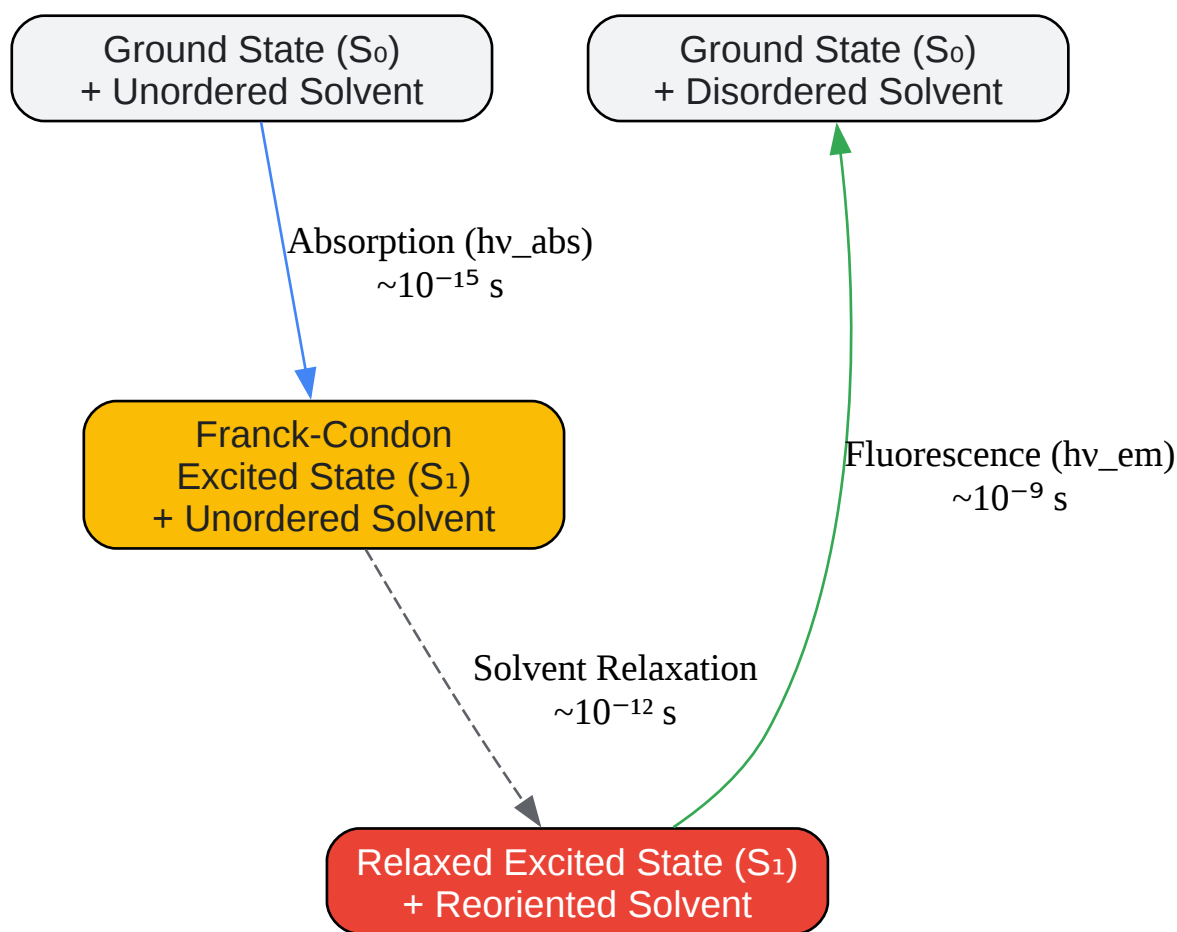 Ground State (S₀)
+ Unordered Solvent
Ground State (S₀)
+ Disordered Solvent
Absorption (hν_abs)
~10⁻¹⁵ s
Franck-Condon
Excited State (S₁)
+ Unordered Solvent
Fluorescence (hν_em)
~10⁻⁹ s
Solvent Relaxation
~10⁻¹² s
Relaxed Excited State (S₁)
+ Reoriented Solvent